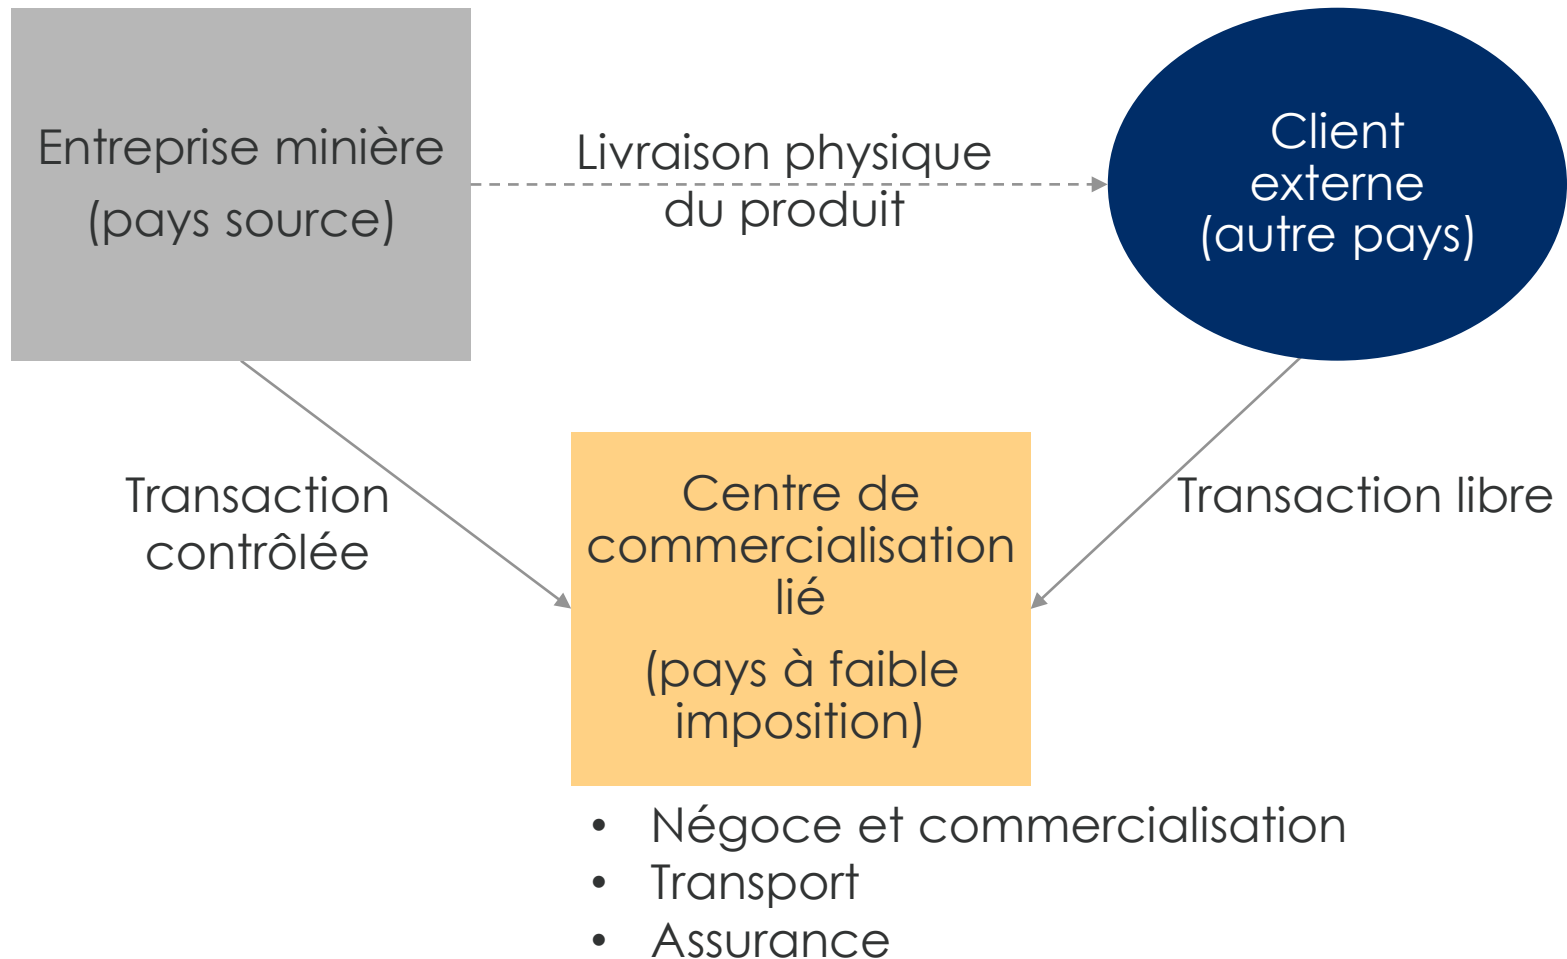 Entreprise minière
(pays source)
Livraison physique
du produit
Client
externe
(autre pays)
Transaction
contrôlée
Centre de
commercialisation
lié
(pays à faible
imposition)
Transaction libre
• Négoce et commercialisation
• Transport
• Assurance